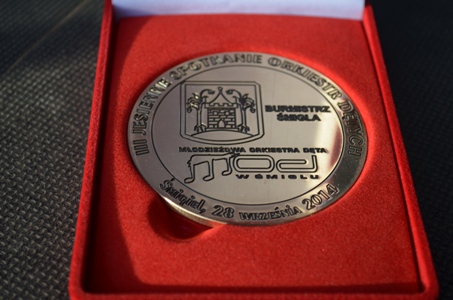 III JESIENNE SPOTKANIE ORKIESTR DĘTYCH
BURMISTRZ
ŚMIGLA
MŁODZIEŻOWA ORKIESTRA DĘTA
mod
W ŚMIGLU
Śmigiel, 28 WRZEŚNIA 2014